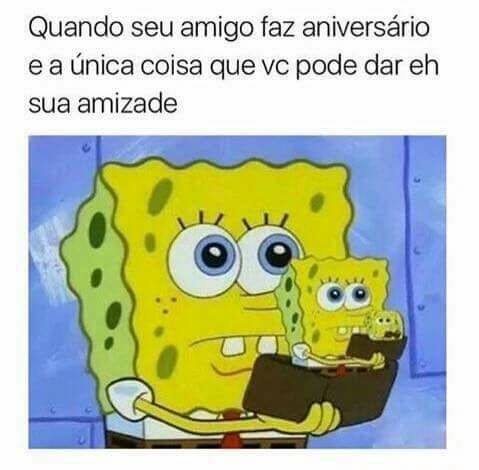 Quando seu amigo faz aniversário
e a única coisa que vc pode dar eh
sua amizade